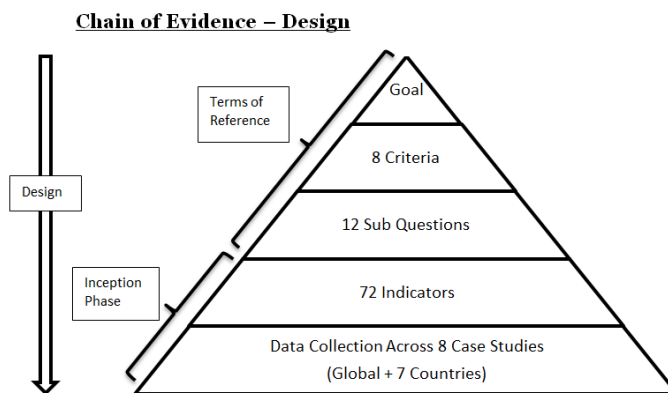 Chain of Evidence – Design
Goal
Terms of
Reference
8 Criteria
Design
12 Sub Questions
Inception
Phase
72 Indicators
Data Collection Across 8 Case Studies
(Global + 7 Countries)